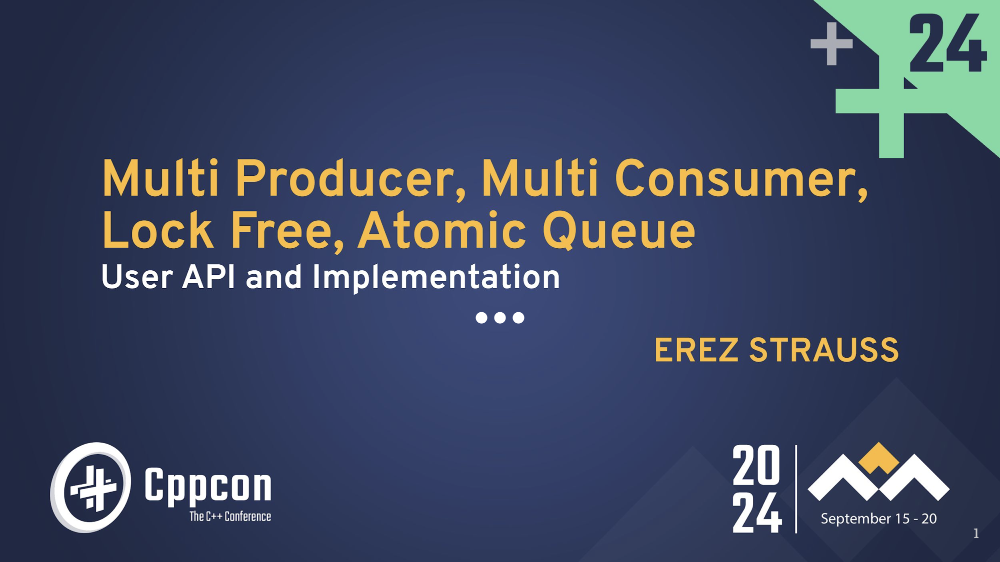 24
Multi Producer, Multi Consumer,
Lock Free, Atomic Queue
User API and Implementation
EREZ STRAUSS
Cppcon
The C++ Conference
20
24
September 15 - 20
1